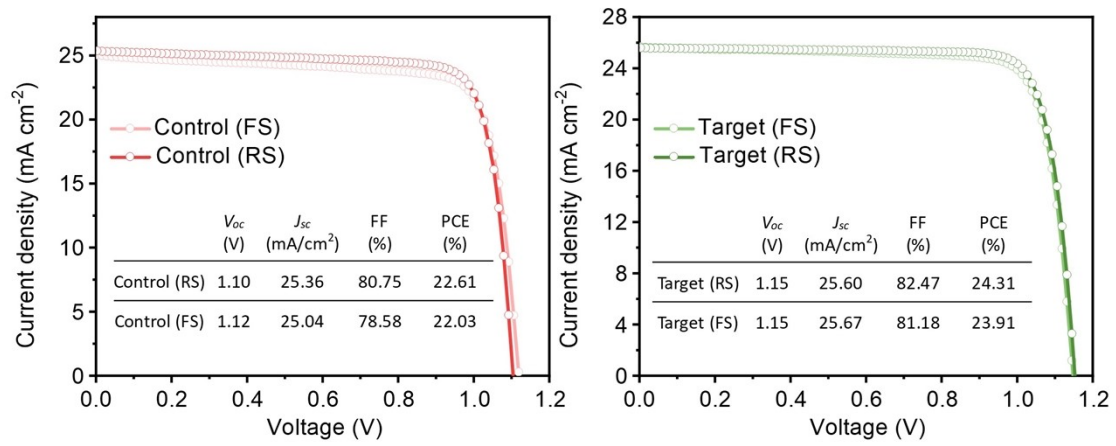 Current density (mA cm⁻²)
25
20
15
10
5
0
Control (FS)
Control (RS)
Voc (V) Jsc (mA/cm²) FF (%) PCE (%)
Control (RS) 1.10 25.36 80.75 22.61
Control (FS) 1.12 25.04 78.58 22.03
0.0 0.2 0.4 0.6 0.8 1.0 1.2
Voltage (V)
Current density (mA cm⁻²)
28
24
20
16
12
8
4
0
Target (FS)
Target (RS)
Voc (V) Jsc (mA/cm²) FF (%) PCE (%)
Target (RS) 1.15 25.60 82.47 24.31
Target (FS) 1.15 25.67 81.18 23.91
0.0 0.2 0.4 0.6 0.8 1.0 1.2
Voltage (V)